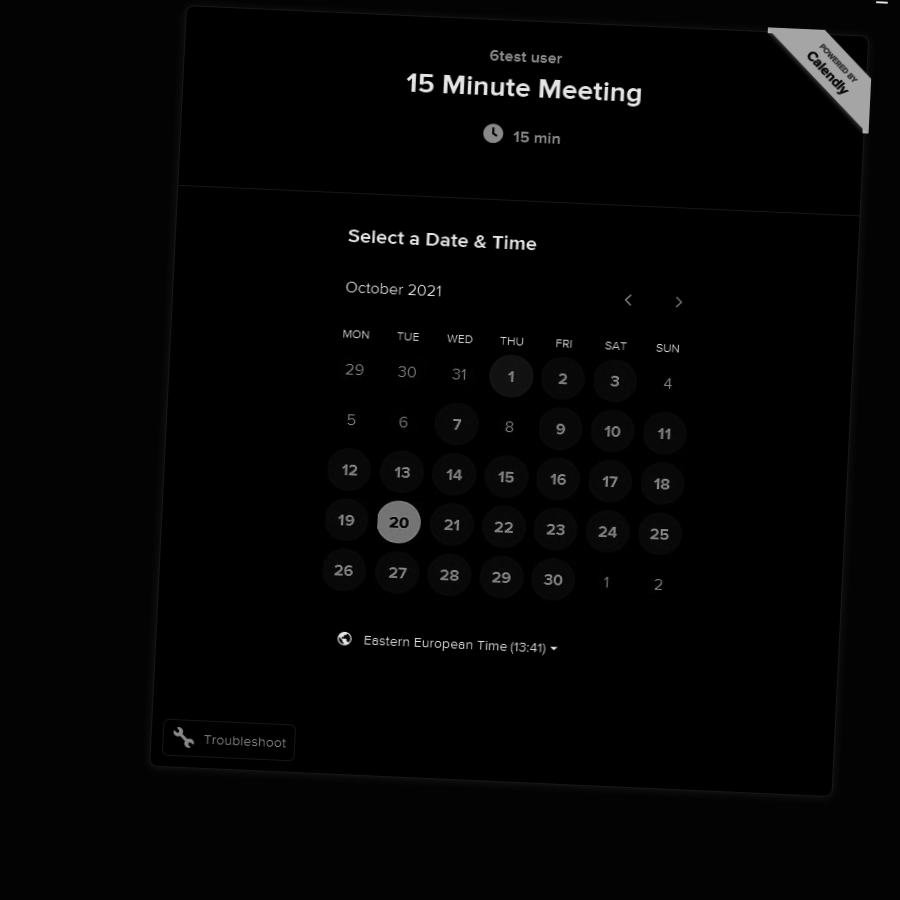 6test user
15 Minute Meeting
15 min
POWERED BY
Calendly
Select a Date & Time
October 2021
MON TUE WED THU FRI SAT SUN
29 30 31 1 2 3 4
5 6 7 8 9 10 11
12 13 14 15 16 17 18
19 20 21 22 23 24 25
26 27 28 29 30 1 2
Eastern European Time (13:41)
Troubleshoot